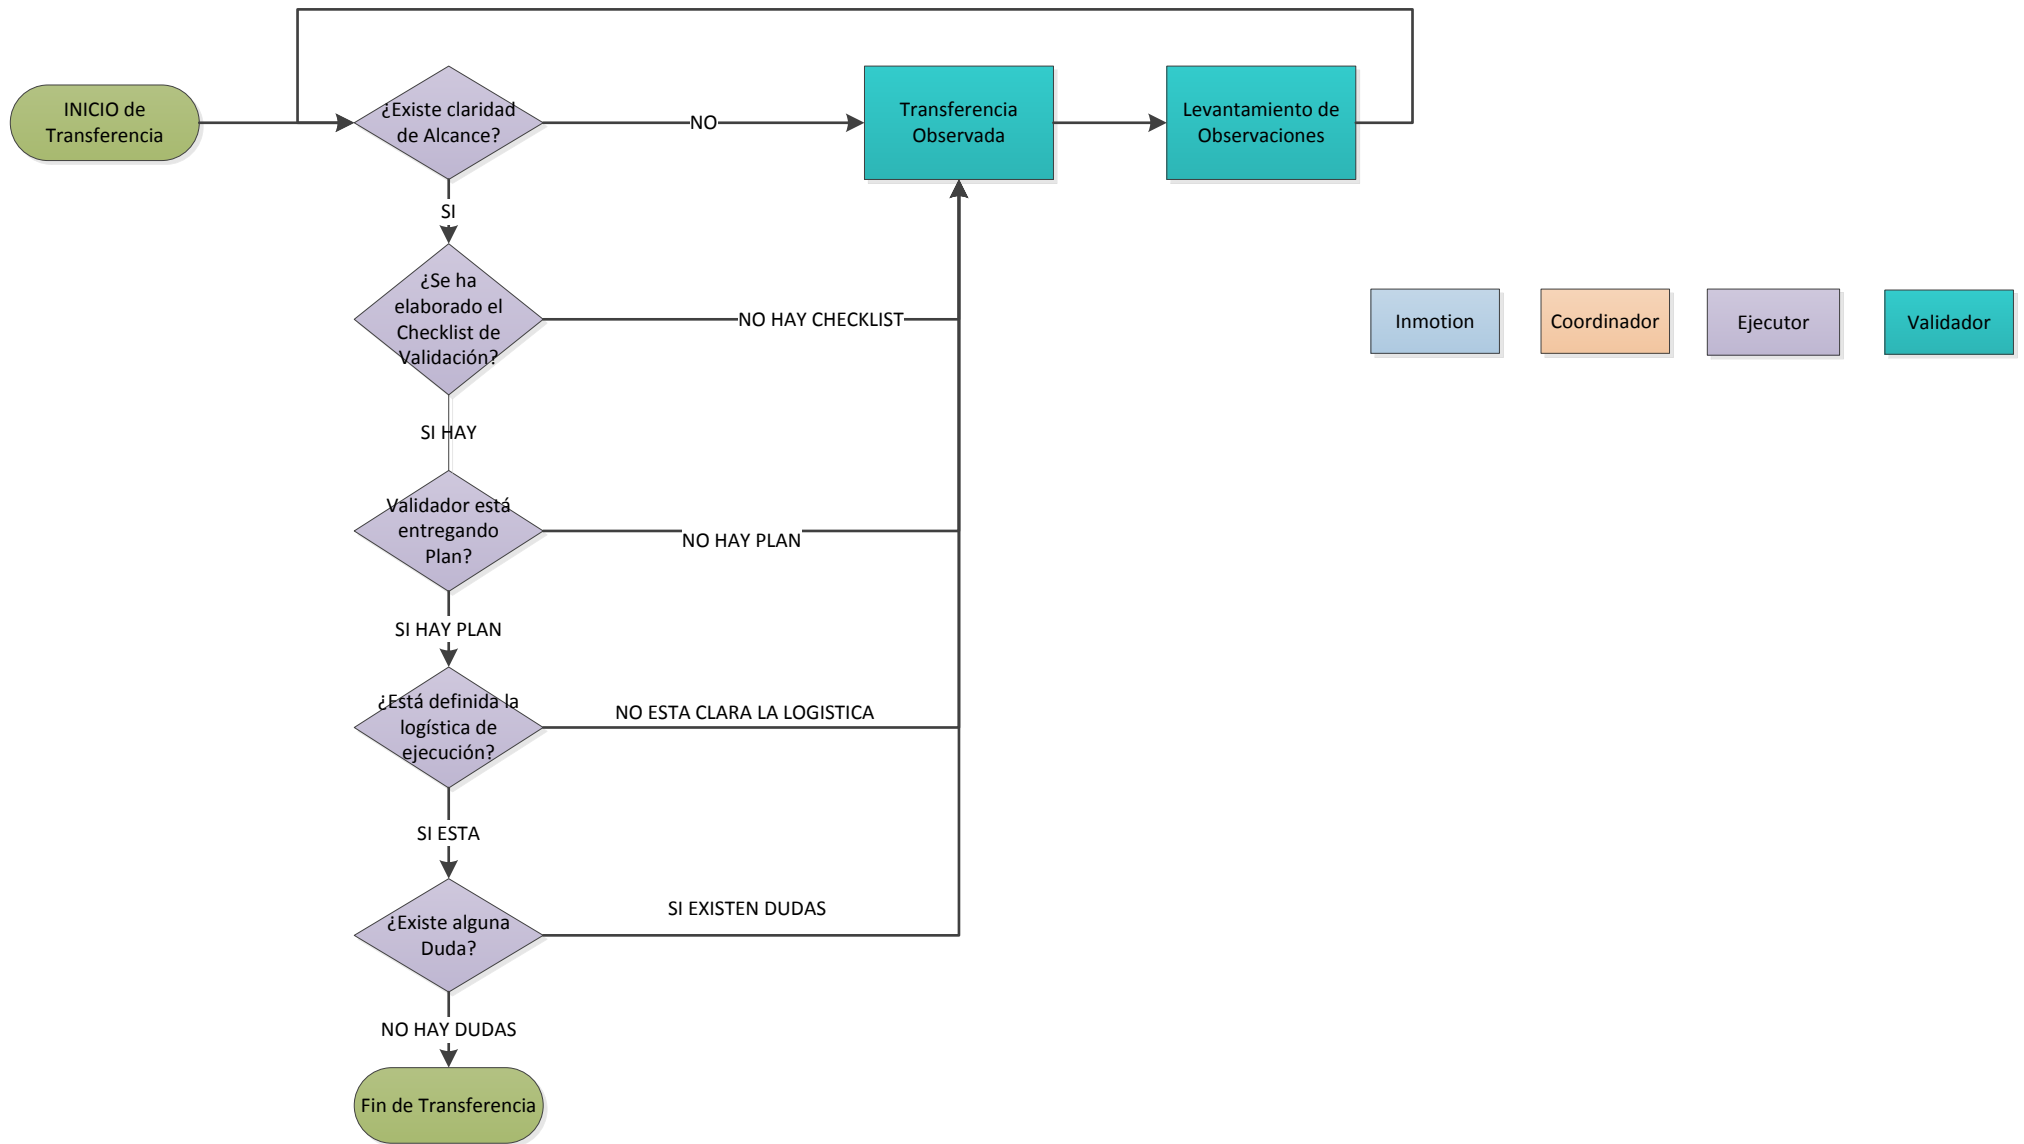 INICIO de
Transferencia
¿Existe claridad
de Alcance?
NO
Transferencia
Observada
Levantamiento de
Observaciones
SI
¿Se ha
elaborado el
Checklist de
Validación?
NO HAY CHECKLIST
Inmotion
Coordinador
Ejecutor
Validador
SI HAY
Validador está
entregando
Plan?
NO HAY PLAN
SI HAY PLAN
¿Está definida la
logística de
ejecución?
NO ESTA CLARA LA LOGISTICA
SI ESTA
¿Existe alguna
Duda?
SI EXISTEN DUDAS
NO HAY DUDAS
Fin de Transferencia